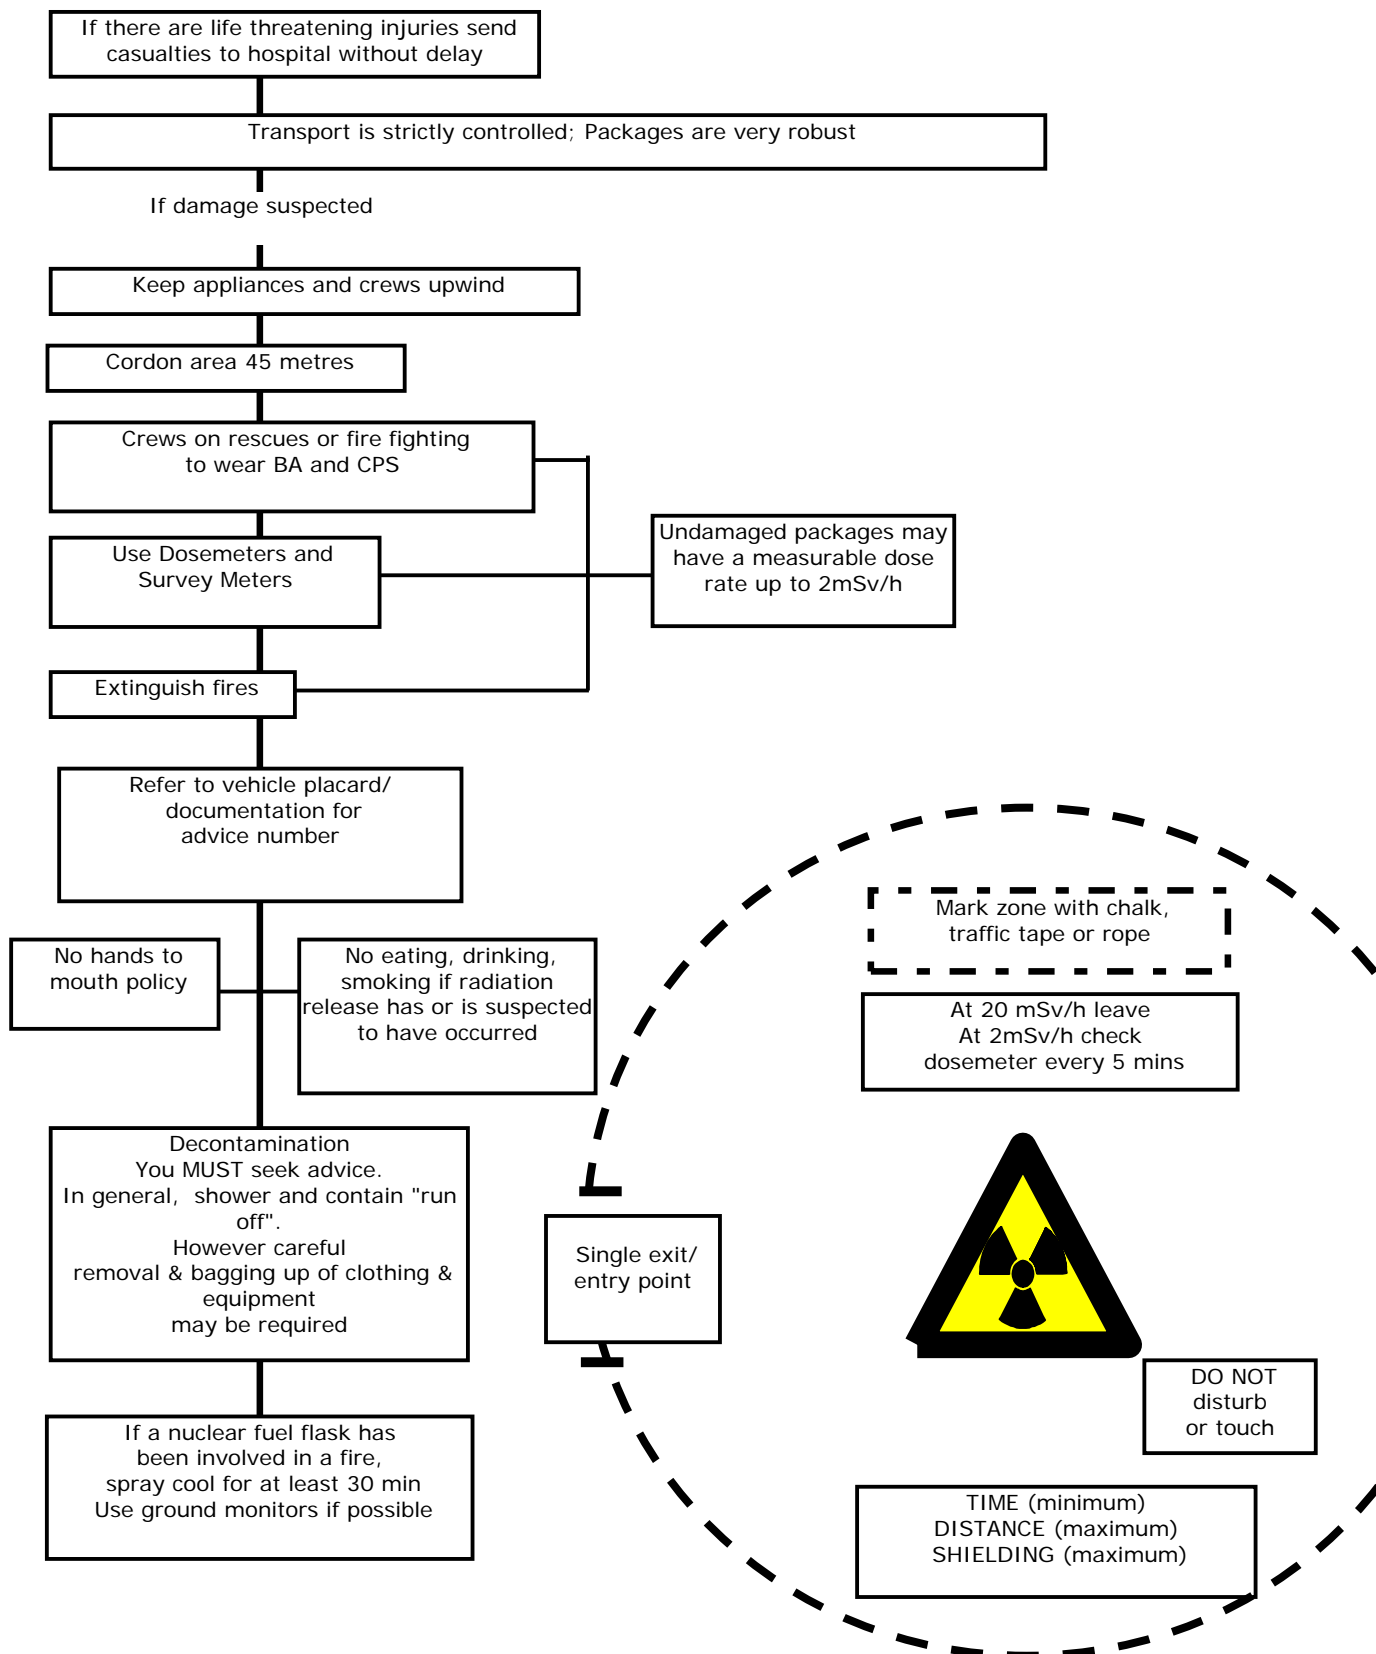 If there are life threatening injuries send
casualties to hospital without delay
Transport is strictly controlled; Packages are very robust
If damage suspected
Keep appliances and crews upwind
Cordon area 45 metres
Crews on rescues or fire fighting
to wear BA and CPS
Use Dosemeters and
Survey Meters
Undamaged packages may
have a measurable dose
rate up to 2mSv/h
Extinguish fires
Refer to vehicle placard/
documentation for
advice number
No hands to
mouth policy
No eating, drinking,
smoking if radiation
release has or is suspected
to have occurred
Decontamination
You MUST seek advice.
In general, shower and contain "run
off".
However careful
removal & bagging up of clothing &
equipment
may be required
If a nuclear fuel flask has
been involved in a fire,
spray cool for at least 30 min
Use ground monitors if possible
Mark zone with chalk,
traffic tape or rope
At 20 mSv/h leave
At 2mSv/h check
dosemeter every 5 mins
Single exit/
entry point
DO NOT
disturb
or touch
TIME (minimum)
DISTANCE (maximum)
SHIELDING (maximum)